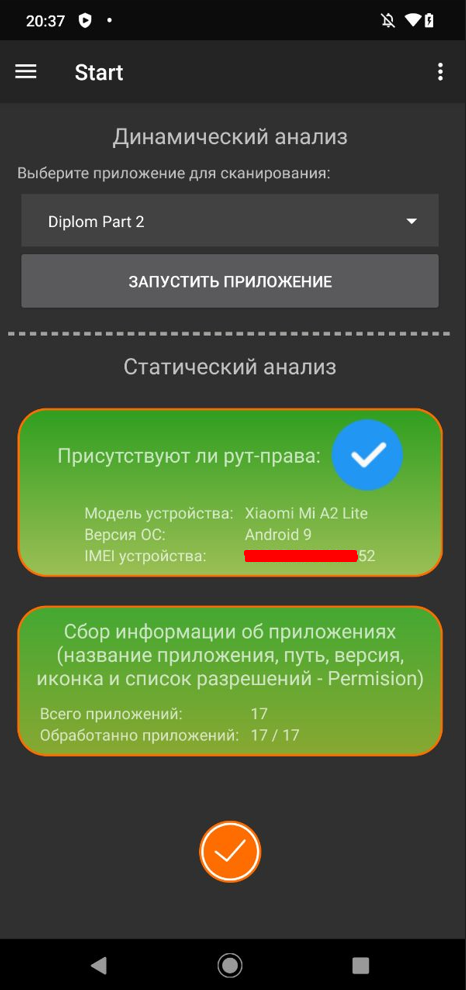 20:37
Start
Динамический анализ
Выберите приложение для сканирования:
Diplom Part 2
ЗАПУСТИТЬ ПРИЛОЖЕНИЕ
Статический анализ
Присутствуют ли рут-права:
Модель устройства: Xiaomi Mi A2 Lite
Версия ОС: Android 9
IMEI устройства: 52
Сбор информации об приложениях
(название приложения, путь, версия,
иконка и список разрешений - Permision)
Всего приложений: 17
Обработанно приложений: 17 / 17